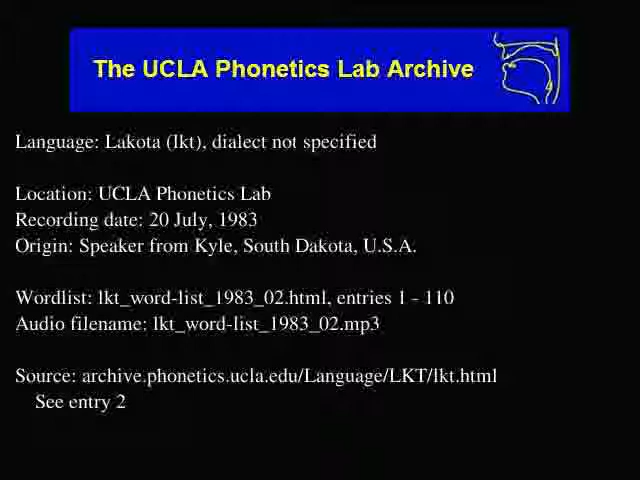 The UCLA Phonetics Lab Archive
Language: Lakota (lkt), dialect not specified
Location: UCLA Phonetics Lab
Recording date: 20 July, 1983
Origin: Speaker from Kyle, South Dakota, U.S.A.
Wordlist: lkt_word-list_1983_02.html, entries 1 - 110
Audio filename: lkt_word-list_1983_02.mp3
Source: archive.phonetics.ucla.edu/Language/LKT/lkt.html
See entry 2